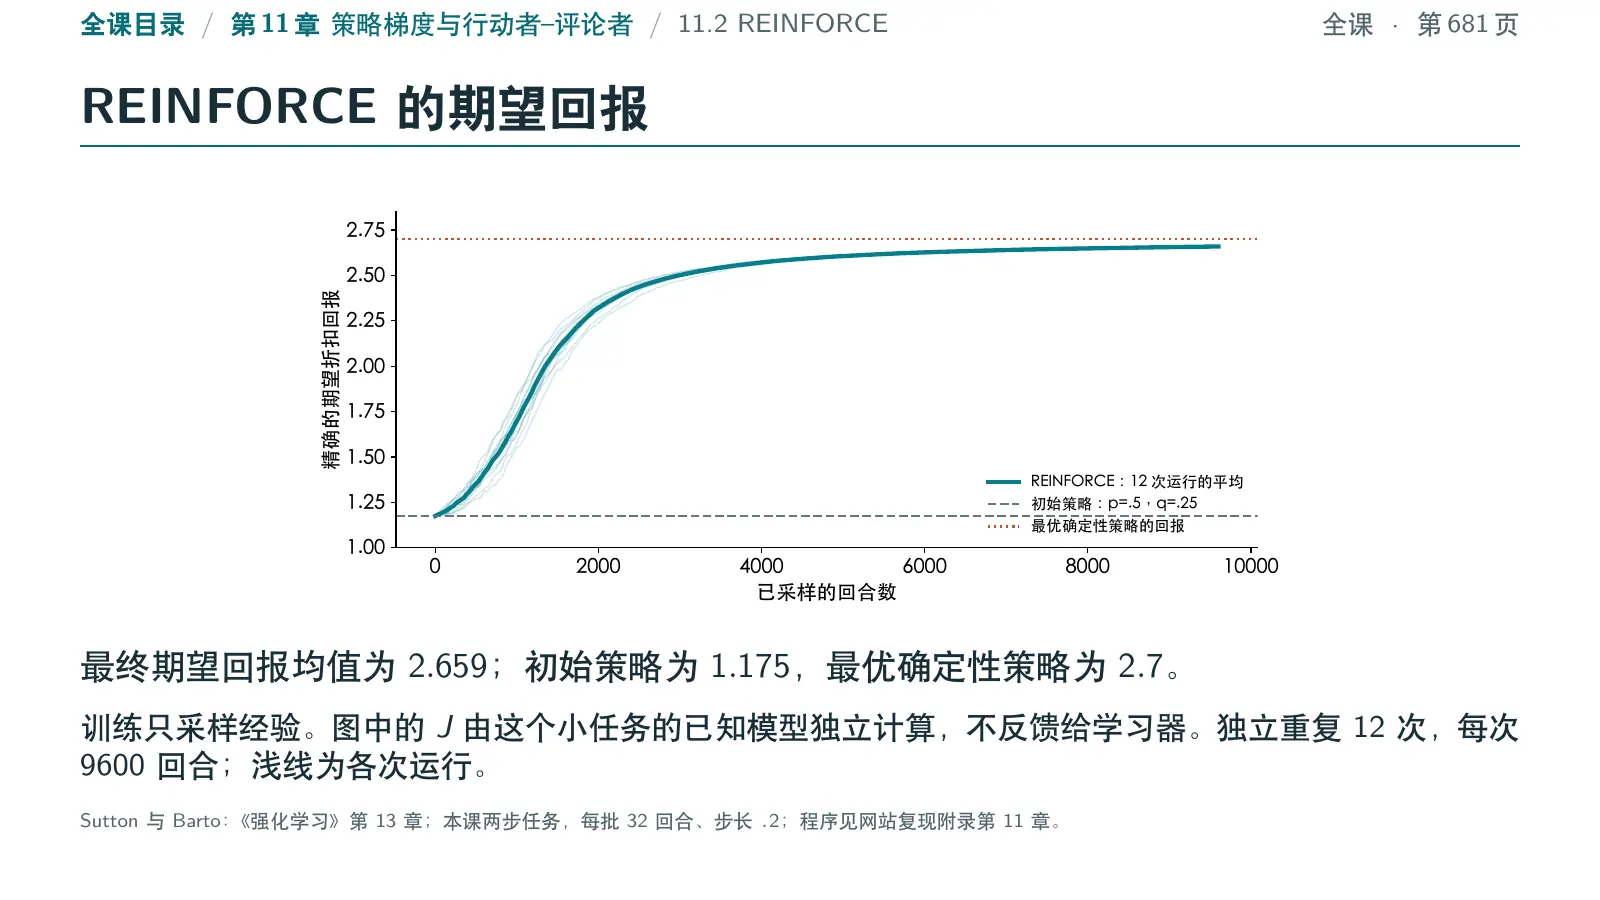 全课目录 / 第 11 章 策略梯度与行动者–评论者 / 11.2 REINFORCE
全课 · 第 681 页
REINFORCE 的期望回报
精确的期望折扣回报
2.75
2.50
2.25
2.00
1.75
1.50
1.25
1.00
REINFORCE：12 次运行的平均
初始策略：p=.5，q=.25
最优确定性策略的回报
0 2000 4000 6000 8000 10000
已采样的回合数
最终期望回报均值为 2.659；初始策略为 1.175，最优确定性策略为 2.7。
训练只采样经验。图中的 J 由这个小任务的已知模型独立计算，不反馈给学习器。独立重复 12 次，每次
9600 回合；浅线为各次运行。
Sutton 与 Barto：《强化学习》第 13 章；本课两步任务，每批 32 回合、步长 .2；程序见网站复现附录第 11 章。